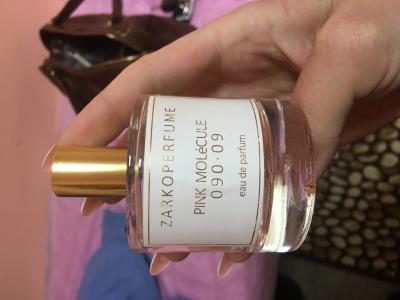 ZARKOPERFUME
PINK MOLéCULE
090·09
eau de parfum